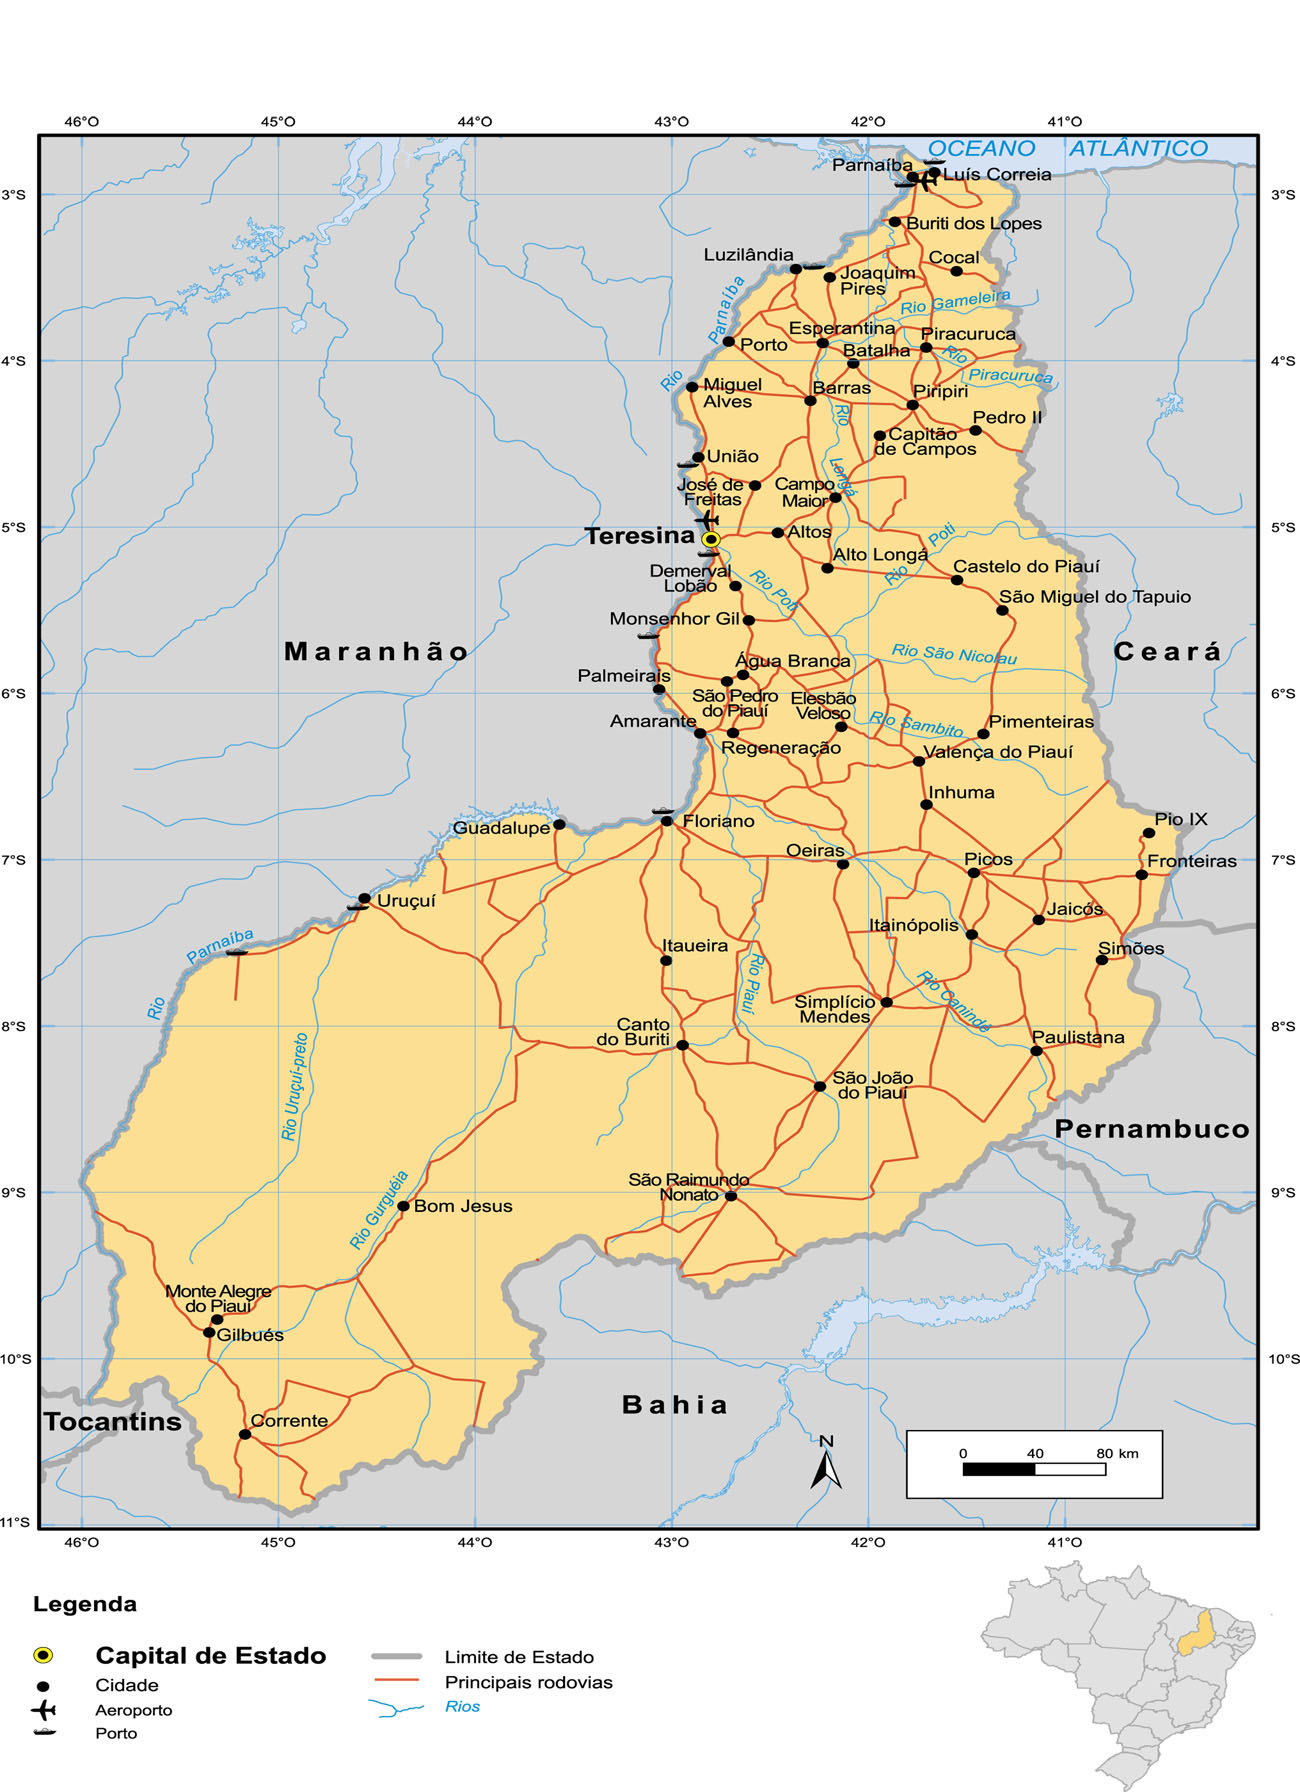 46°O 45°O 44°O 43°O 42°O 41°O
OCEANO ATLÂNTICO
Parnaíba
Luís Correia
3°S 3°S
Buriti dos Lopes
Luzilândia
Cocal
Joaquim
Pires
Rio Gameleira
Parnaíba
Esperantina
Piracuruca
Porto
Batalha
Rio
Piracuruca
4°S 4°S
Rio
Miguel
Alves
Barras
Piripiri
Rio
Longá
Pedro II
Capitão
de Campos
União
José de
Freitas
Campo
Maior
5°S 5°S
Teresina
Altos
Poti
Rio
Alto Longá
Castelo do Piauí
Demerval
Lobão
Rio Poti
São Miguel do Tapuio
Monsenhor Gil
Maranhão
Ceará
Rio São Nicolau
Água Branca
Palmeirais
São Pedro
do Piauí
Elesbão
Veloso
6°S 6°S
Amarante
Rio Sambito
Pimenteiras
Regeneração
Valença do Piauí
Inhuma
Guadalupe
Floriano
Pio IX
Oeiras
Picos
Fronteiras
7°S 7°S
Uruçuí
Jaicós
Itainópolis
Parnaíba
Rio
Itaueira
Simões
Rio Piauí
Rio Canindé
Simplício
Mendes
8°S 8°S
Canto
do Buriti
Paulistana
Rio Uruçuí-preto
São João
do Piauí
Pernambuco
São Raimundo
Nonato
9°S 9°S
Bom Jesus
Rio Gurguéia
Monte Alegre
do Piauí
Gilbués
10°S 10°S
Bahia
Tocantins
Corrente
N
0 40 80 km
11°S
46°O 45°O 44°O 43°O 42°O 41°O
Legenda
Capital de Estado
Cidade
Aeroporto
Porto
Limite de Estado
Principais rodovias
Rios